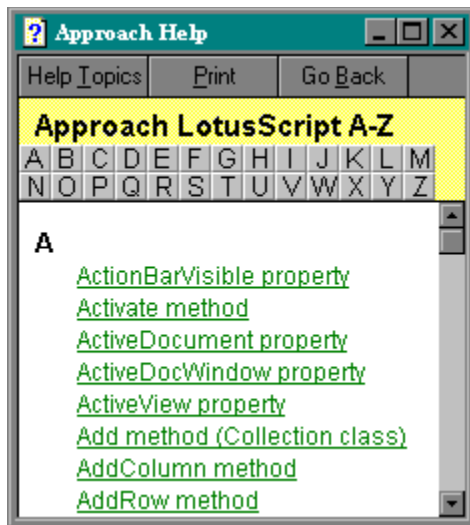 Approach Help
Help Topics Print Go Back
Approach LotusScript A-Z
A B C D E F G H I J K L M
N O P Q R S T U V W X Y Z
A
ActionBarVisible property
Activate method
ActiveDocument property
ActiveDocWindow property
ActiveView property
Add method (Collection class)
AddColumn method
AddRow method